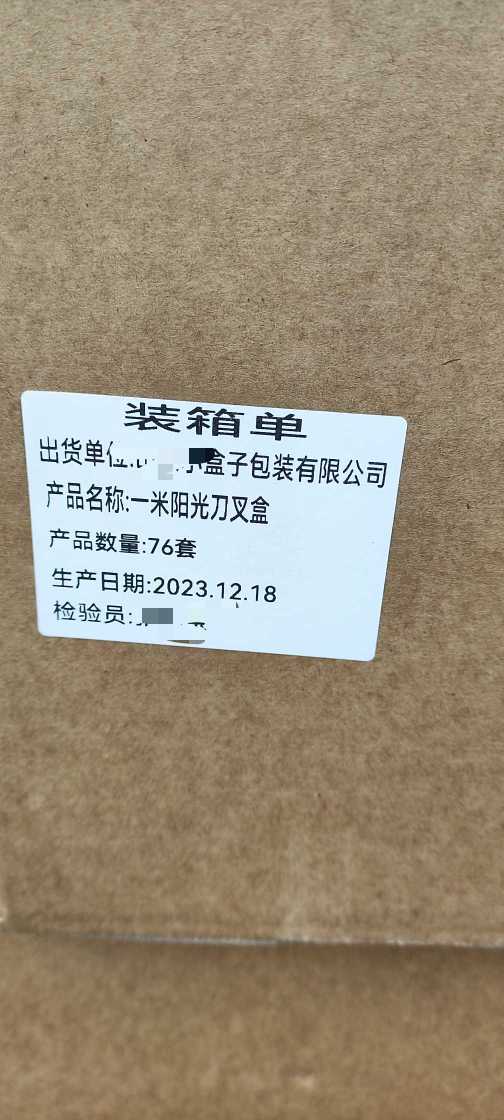 装箱单
出货单位:盒子包装有限公司
产品名称:一米阳光刀叉盒
产品数量:76套
生产日期:2023.12.18
检验员: